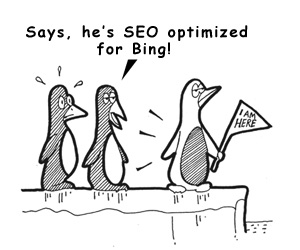 Says, he's SEO optimized
for Bing!
I AM
HERE